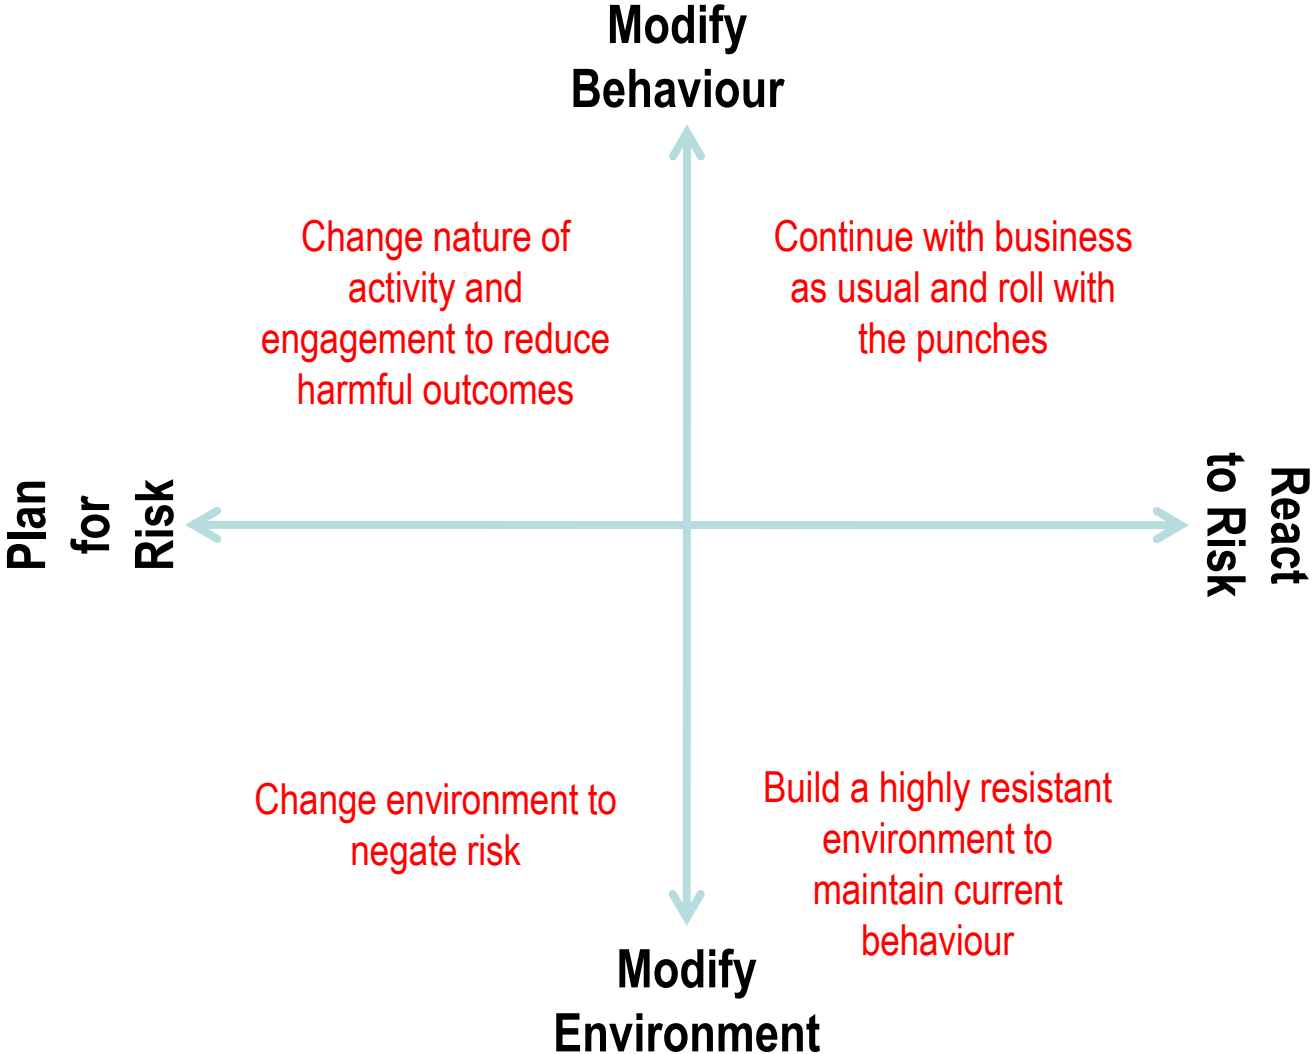 Modify
Behaviour
Change nature of
activity and
engagement to reduce
harmful outcomes
Continue with business
as usual and roll with
the punches
Plan
for
Risk
React
to Risk
Change environment to
negate risk
Build a highly resistant
environment to
maintain current
behaviour
Modify
Environment